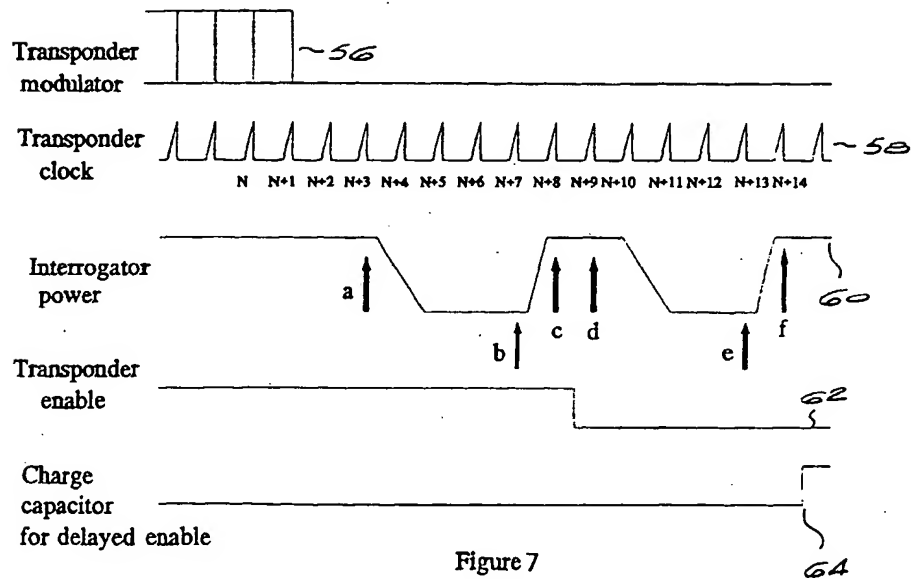 Transponder
modulator
56
Transponder
clock
58
N N+1 N+2 N+3 N+4 N+5 N+6 N+7 N+8 N+9 N+10 N+11 N+12 N+13 N+14
Interrogator
power
a
b
c
d
e
f
60
Transponder
enable
62
Charge
capacitor
for delayed enable
64
Figure 7